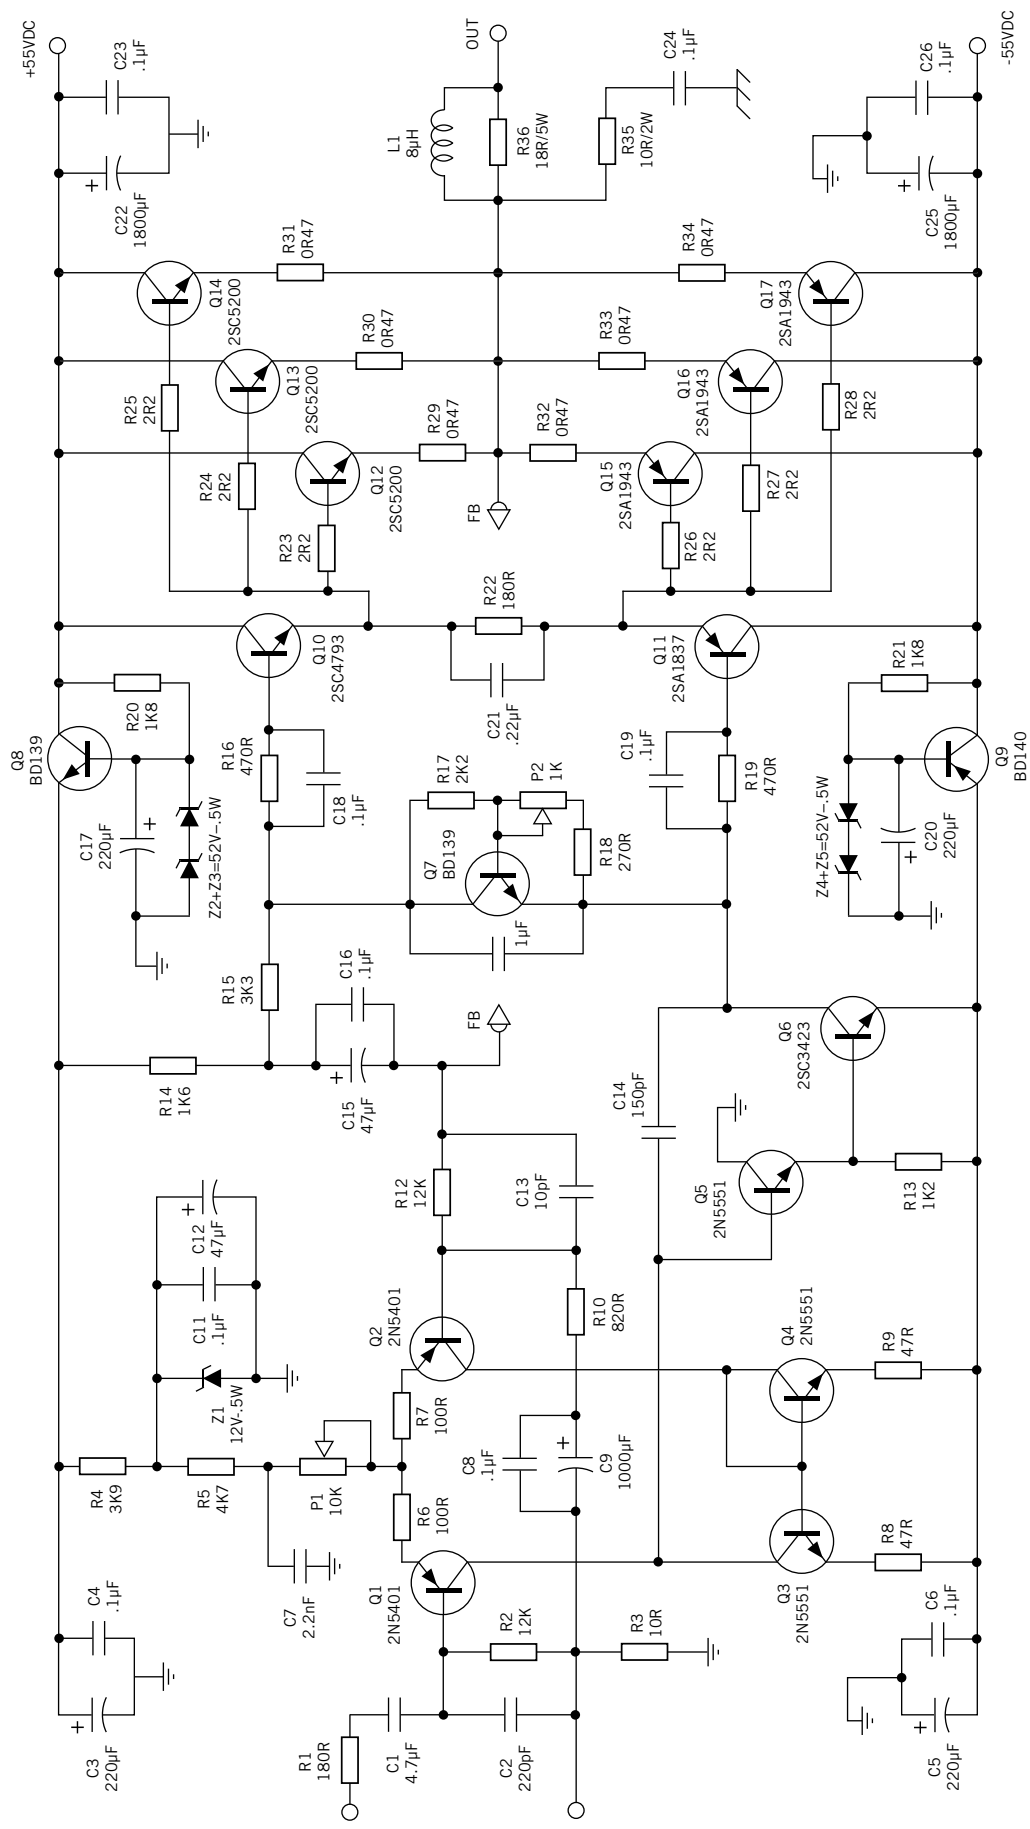 C3
220µF
C4
.1µF
R4
3K9
R5
4K7
P1
10K
C7
2.2nF
Z1
12V-.5W
C11
.1µF
C12
47µF
R14
1K6
R15
3K3
C15
47µF
C16
.1µF
FB
Q8
BD139
C17
220µF
Z2+Z3=52V-.5W
R20
1K8
R16
470R
C18
.1µF
Q10
2SC4793
R25
2R2
R24
2R2
R23
2R2
Q14
2SC5200
Q13
2SC5200
Q12
2SC5200
R31
0R47
R30
0R47
R29
0R47
C22
1800µF
C23
.1µF
+55VDC
R1
180R
C1
4.7µF
C2
220pF
R2
12K
R3
10R
Q1
2N5401
R6
100R
R7
100R
Q2
2N5401
C8
.1µF
C9
1000µF
R10
820R
R12
12K
C13
10pF
Q7
BD139
R17
2K2
P2
1K
R18
270R
1µF
C21
.22µF
R22
180R
FB
R32
0R47
R33
0R47
R34
0R47
L1
8µH
R36
18R/5W
R35
10R/2W
OUT
C24
.1µF
C14
150pF
Q5
2N5551
Q6
2SC3423
C19
.1µF
R19
470R
Q11
2SA1837
Q15
2SA1943
Q16
2SA1943
Q17
2SA1943
R26
2R2
R27
2R2
R28
2R2
Q3
2N5551
Q4
2N5551
R8
47R
R9
47R
R13
1K2
Z4+Z5=52V-.5W
C20
220µF
R21
1K8
Q9
BD140
C5
220µF
C6
.1µF
C25
1800µF
C26
.1µF
-55VDC